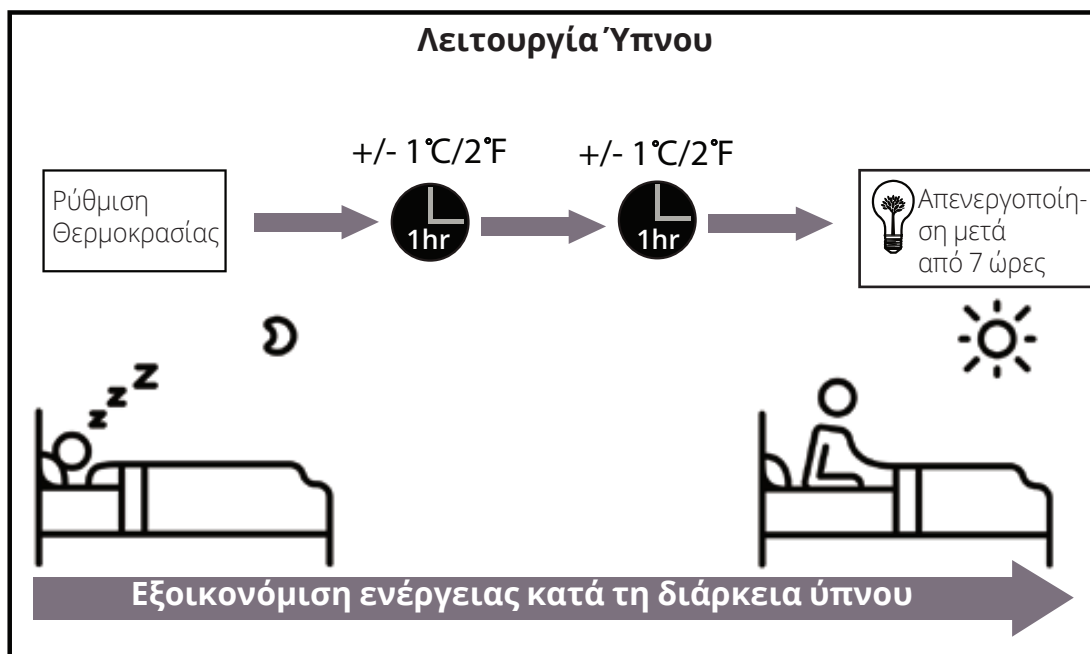 Λειτουργία Ύπνου
+/- 1°C/2°F
+/- 1°C/2°F
Ρύθμιση
Θερμοκρασίας
1hr
1hr
Απενεργοποίη-
ση μετά
από 7 ώρες
z z z
Εξοικονόμιση ενέργειας κατά τη διάρκεια ύπνου